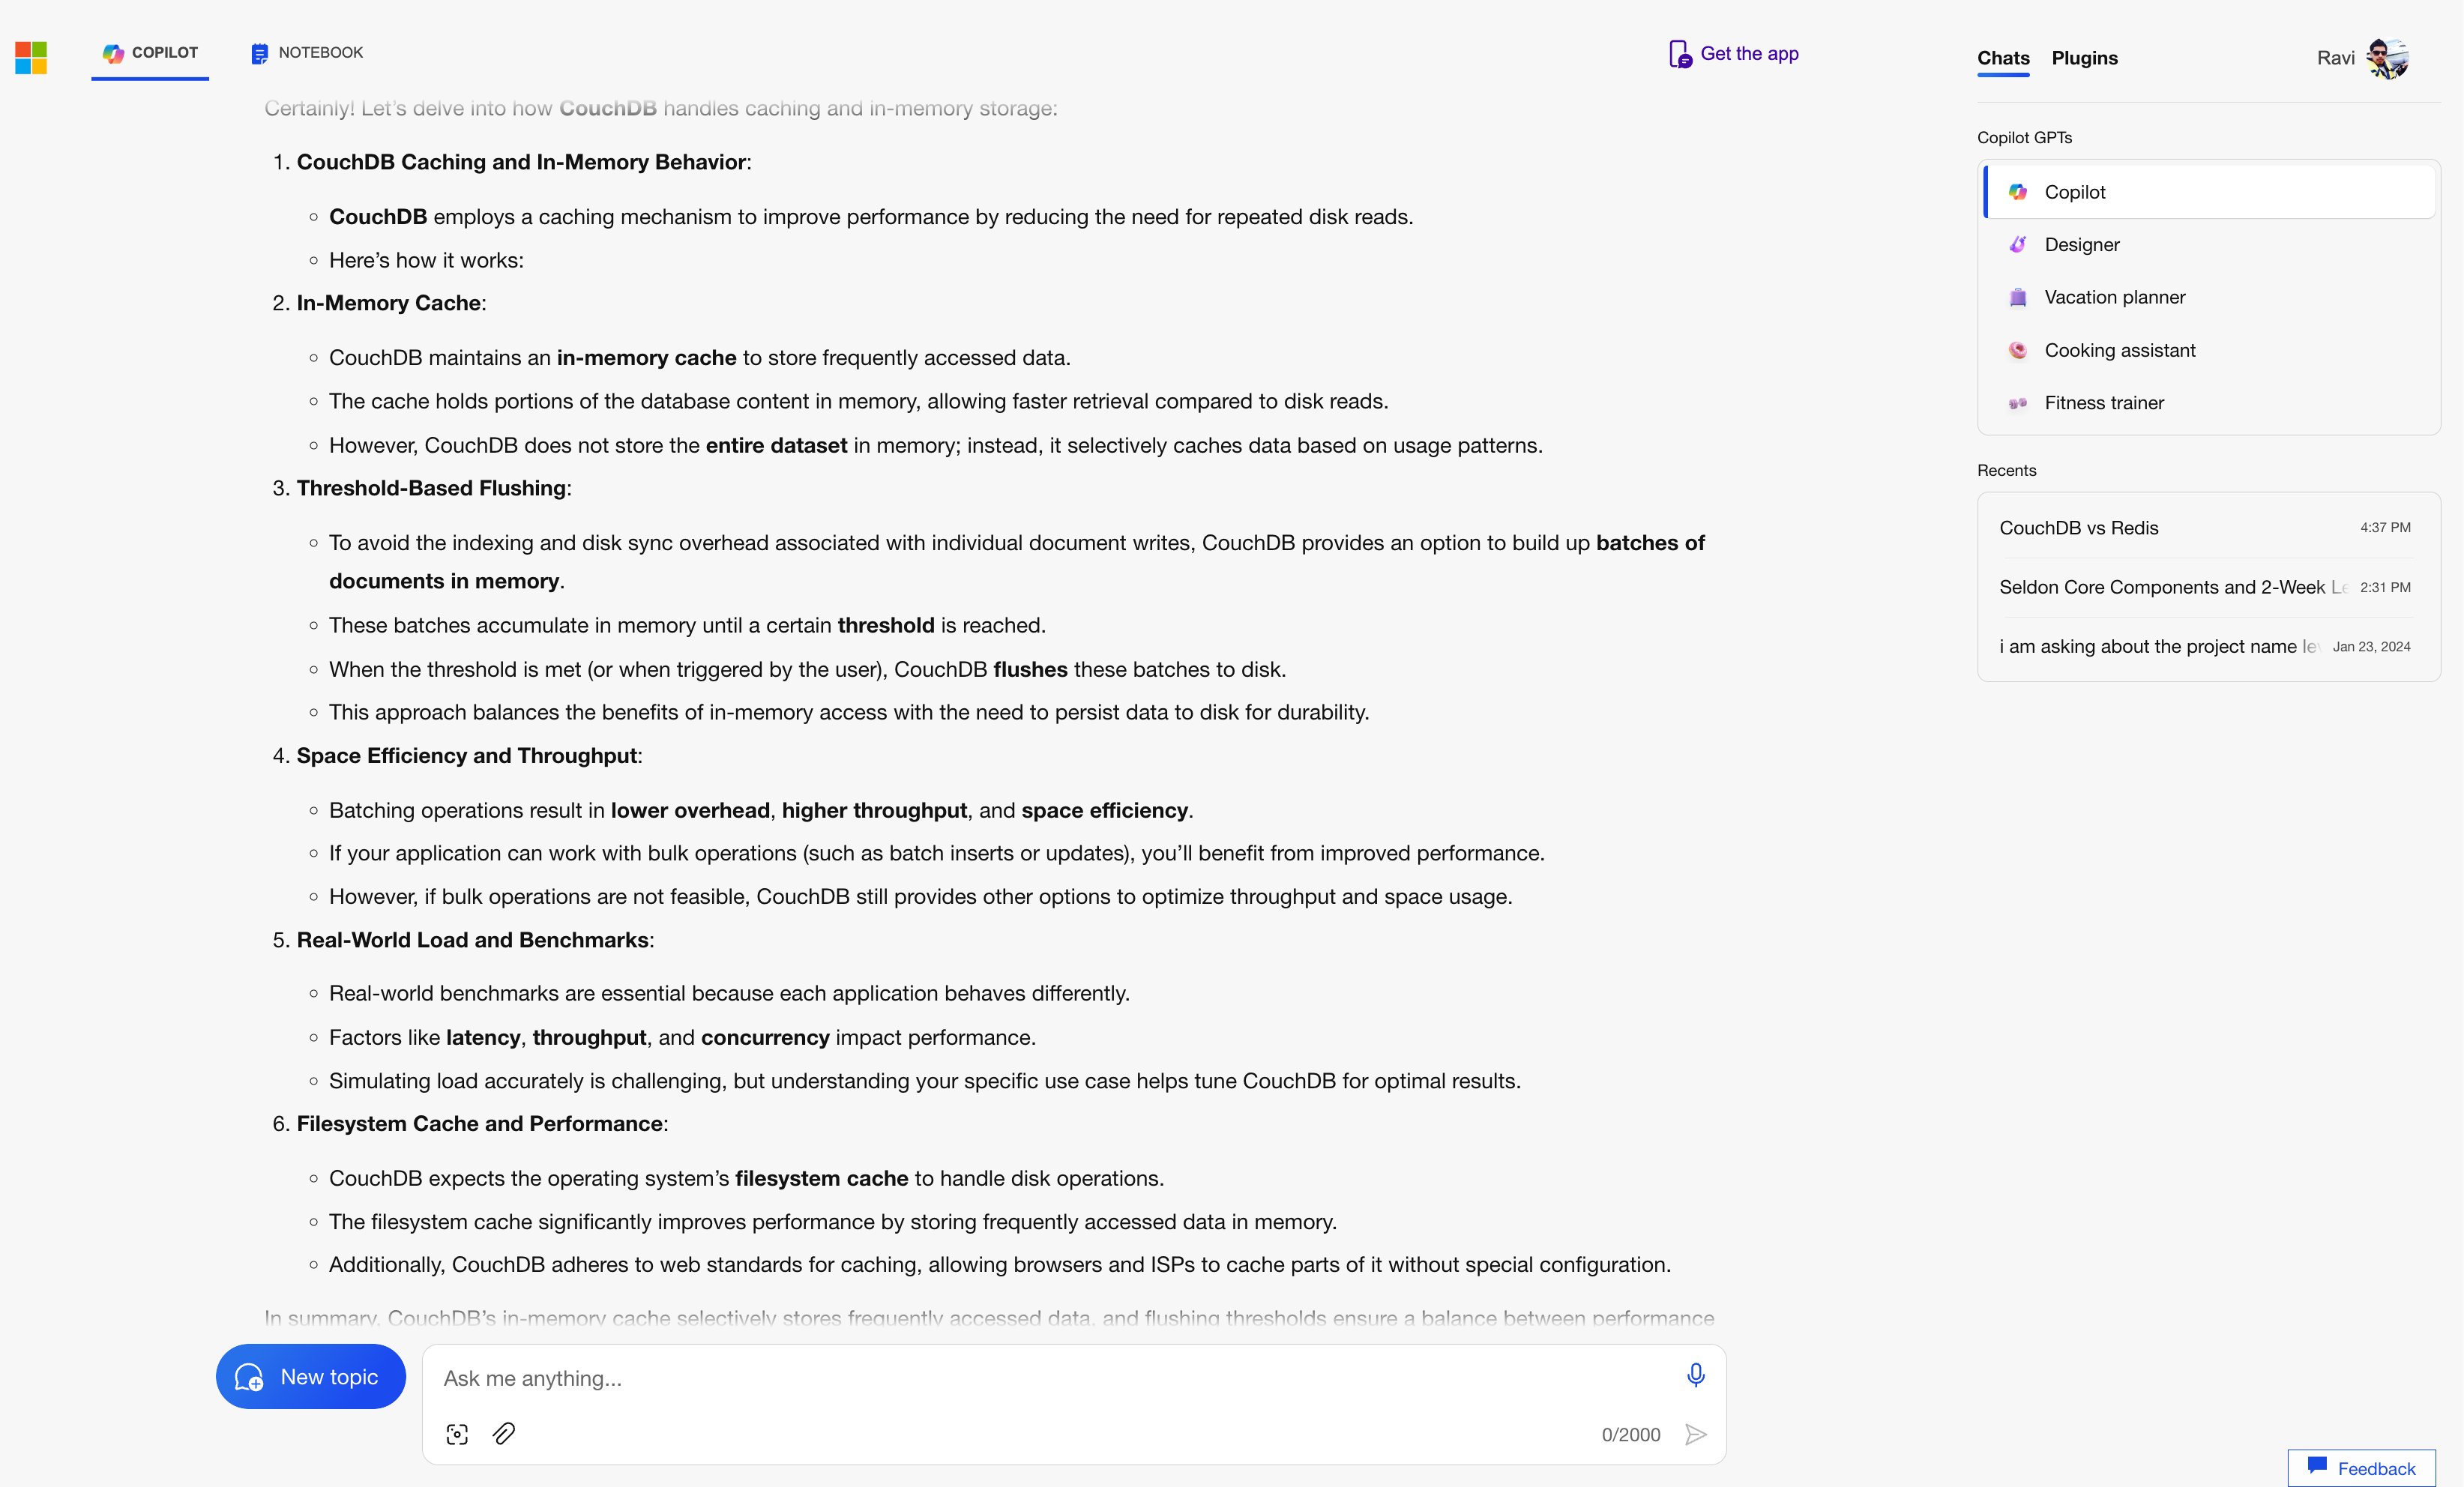 COPILOT
NOTEBOOK
Get the app
Chats
Plugins
Ravi
Certainly! Let’s delve into how CouchDB handles caching and in-memory storage:
1. CouchDB Caching and In-Memory Behavior:
◦ CouchDB employs a caching mechanism to improve performance by reducing the need for repeated disk reads.
◦ Here’s how it works:
2. In-Memory Cache:
◦ CouchDB maintains an in-memory cache to store frequently accessed data.
◦ The cache holds portions of the database content in memory, allowing faster retrieval compared to disk reads.
◦ However, CouchDB does not store the entire dataset in memory; instead, it selectively caches data based on usage patterns.
3. Threshold-Based Flushing:
◦ To avoid the indexing and disk sync overhead associated with individual document writes, CouchDB provides an option to build up batches of
documents in memory.
◦ These batches accumulate in memory until a certain threshold is reached.
◦ When the threshold is met (or when triggered by the user), CouchDB flushes these batches to disk.
◦ This approach balances the benefits of in-memory access with the need to persist data to disk for durability.
4. Space Efficiency and Throughput:
◦ Batching operations result in lower overhead, higher throughput, and space efficiency.
◦ If your application can work with bulk operations (such as batch inserts or updates), you’ll benefit from improved performance.
◦ However, if bulk operations are not feasible, CouchDB still provides other options to optimize throughput and space usage.
5. Real-World Load and Benchmarks:
◦ Real-world benchmarks are essential because each application behaves differently.
◦ Factors like latency, throughput, and concurrency impact performance.
◦ Simulating load accurately is challenging, but understanding your specific use case helps tune CouchDB for optimal results.
6. Filesystem Cache and Performance:
◦ CouchDB expects the operating system’s filesystem cache to handle disk operations.
◦ The filesystem cache significantly improves performance by storing frequently accessed data in memory.
◦ Additionally, CouchDB adheres to web standards for caching, allowing browsers and ISPs to cache parts of it without special configuration.
In summary, CouchDB’s in-memory cache selectively stores frequently accessed data, and flushing thresholds ensure a balance between performance
New topic
Ask me anything...
0/2000
Copilot GPTs
Copilot
Designer
Vacation planner
Cooking assistant
Fitness trainer
Recents
CouchDB vs Redis 4:37 PM
Seldon Core Components and 2-Week Le 2:31 PM
i am asking about the project name lev Jan 23, 2024
Feedback